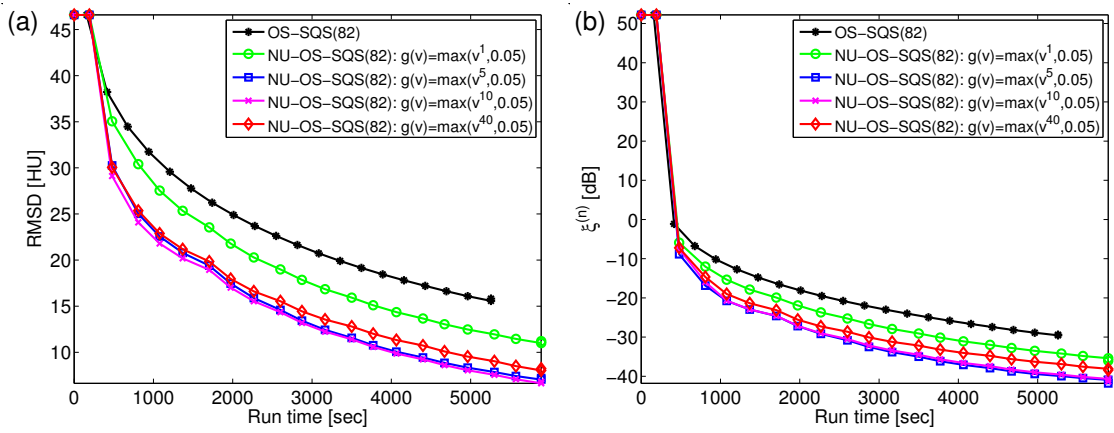 (a)
RMSD [HU]
45
40
35
30
25
20
15
10
0
1000
2000
3000
4000
5000
Run time [sec]
OS−SQS(82)
NU−OS−SQS(82): g(v)=max(v^1,0.05)
NU−OS−SQS(82): g(v)=max(v^5,0.05)
NU−OS−SQS(82): g(v)=max(v^10,0.05)
NU−OS−SQS(82): g(v)=max(v^40,0.05)
(b)
ξ^(n) [dB]
50
40
30
20
10
0
−10
−20
−30
−40
0
1000
2000
3000
4000
5000
Run time [sec]
OS−SQS(82)
NU−OS−SQS(82): g(v)=max(v^1,0.05)
NU−OS−SQS(82): g(v)=max(v^5,0.05)
NU−OS−SQS(82): g(v)=max(v^10,0.05)
NU−OS−SQS(82): g(v)=max(v^40,0.05)